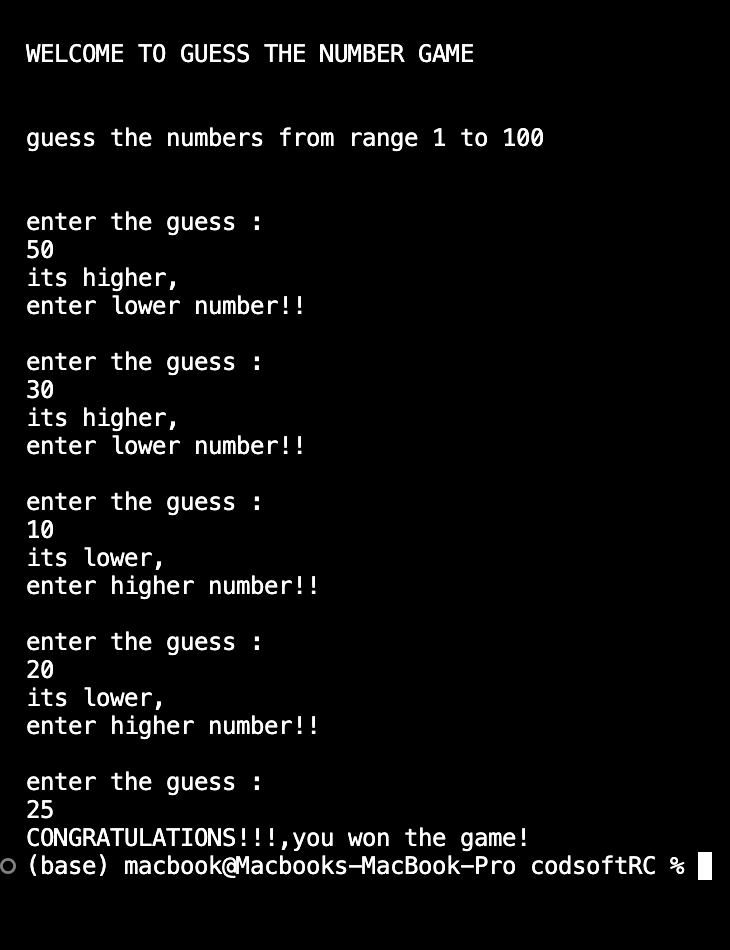 WELCOME TO GUESS THE NUMBER GAME
guess the numbers from range 1 to 100
enter the guess :
50
its higher,
enter lower number!!
enter the guess :
30
its higher,
enter lower number!!
enter the guess :
10
its lower,
enter higher number!!
enter the guess :
20
its lower,
enter higher number!!
enter the guess :
25
CONGRATULATIONS!!!,you won the game!
(base) macbook@Macbooks-MacBook-Pro codsoftRC %